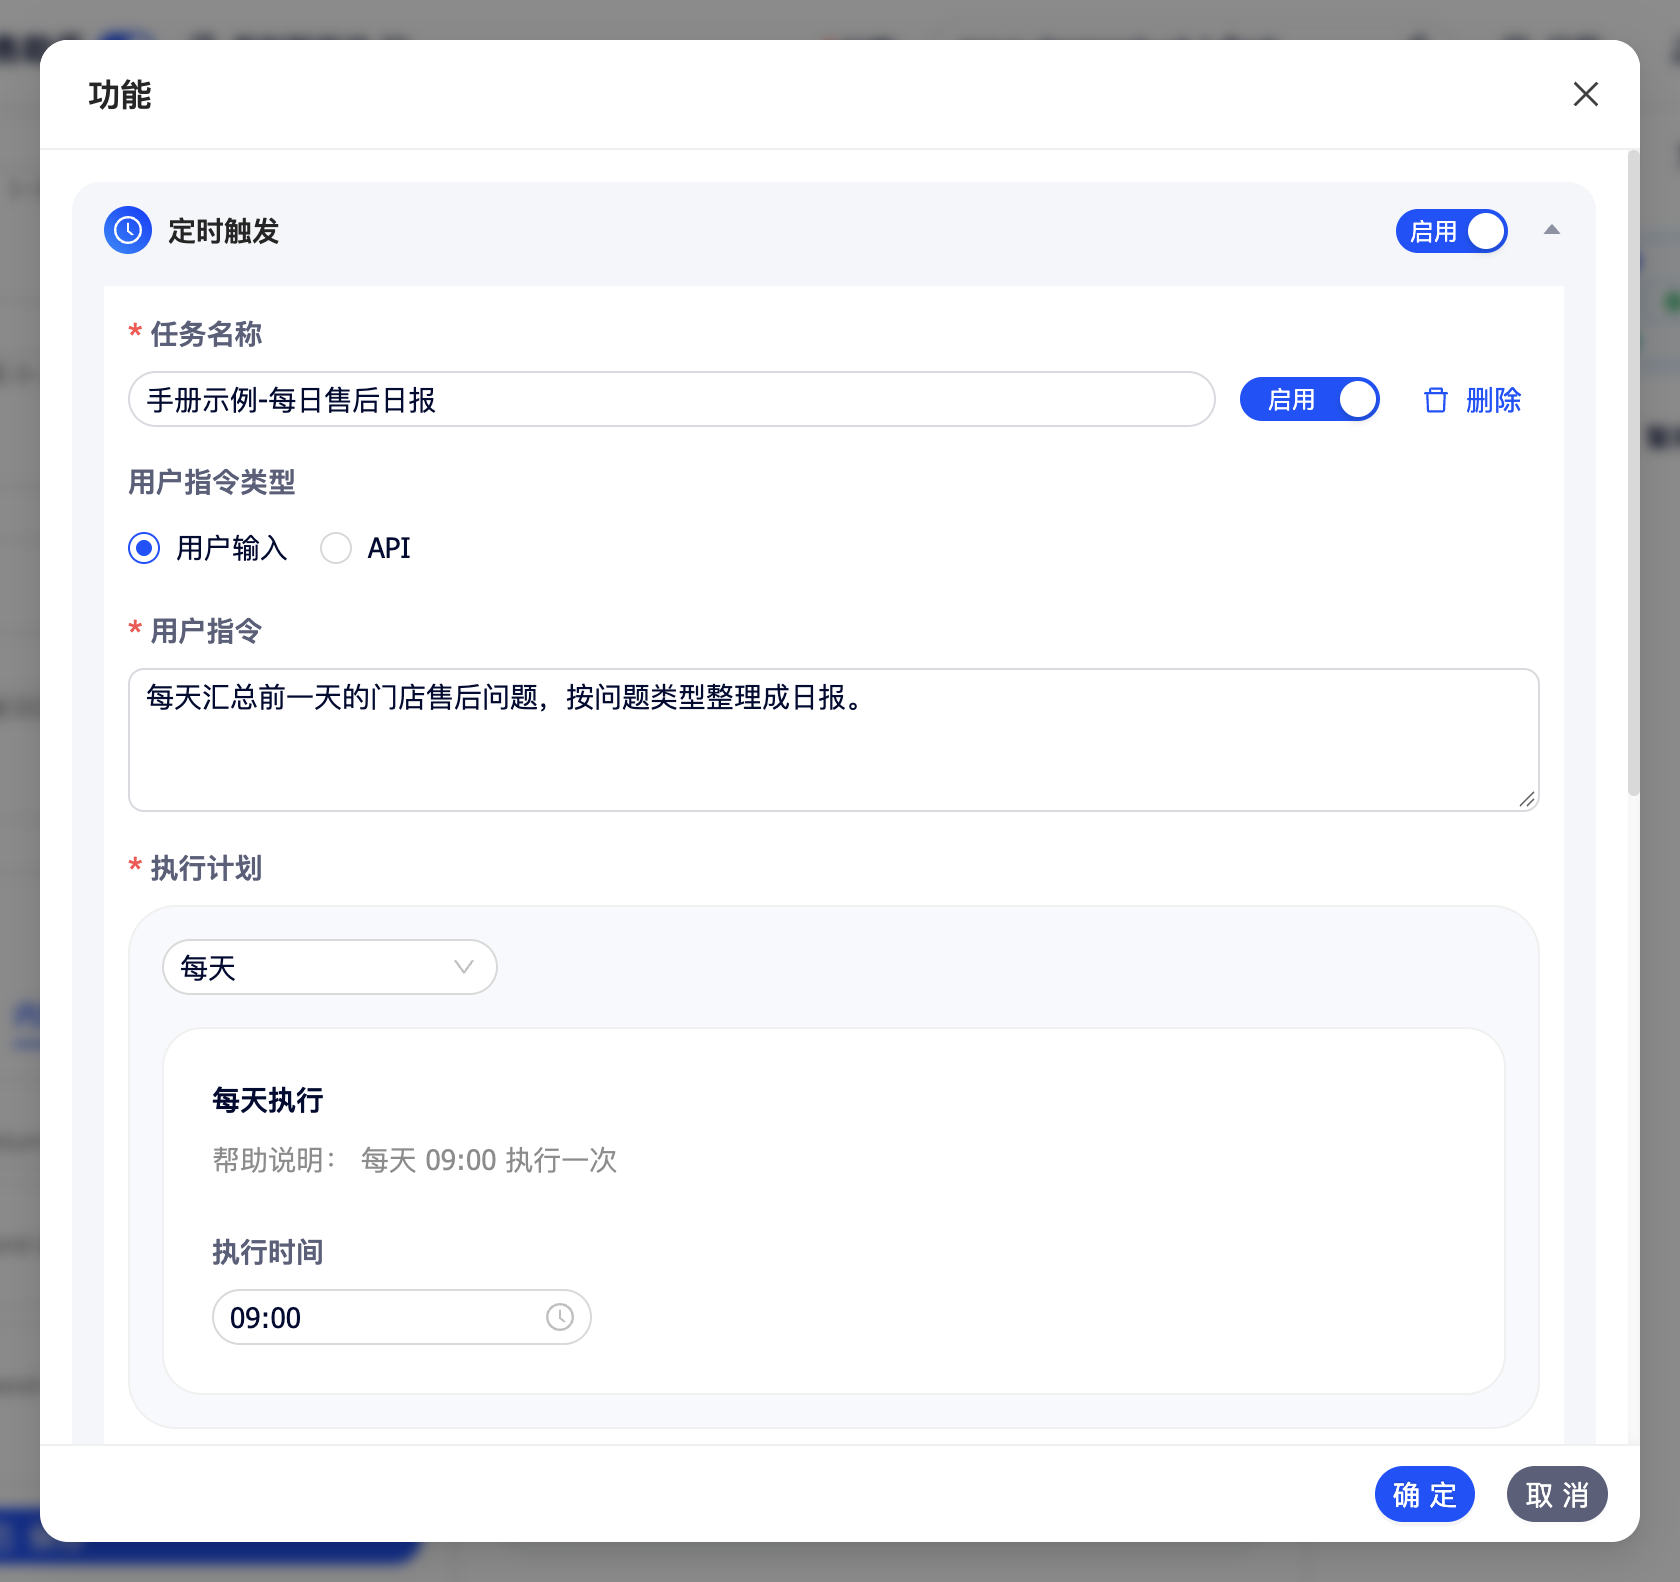 功能
定时触发
启用
* 任务名称
手册示例-每日售后日报
启用
删除
用户指令类型
用户输入
API
* 用户指令
每天汇总前一天的门店售后问题，按问题类型整理成日报。
* 执行计划
每天
每天执行
帮助说明： 每天 09:00 执行一次
执行时间
09:00
确 定
取 消